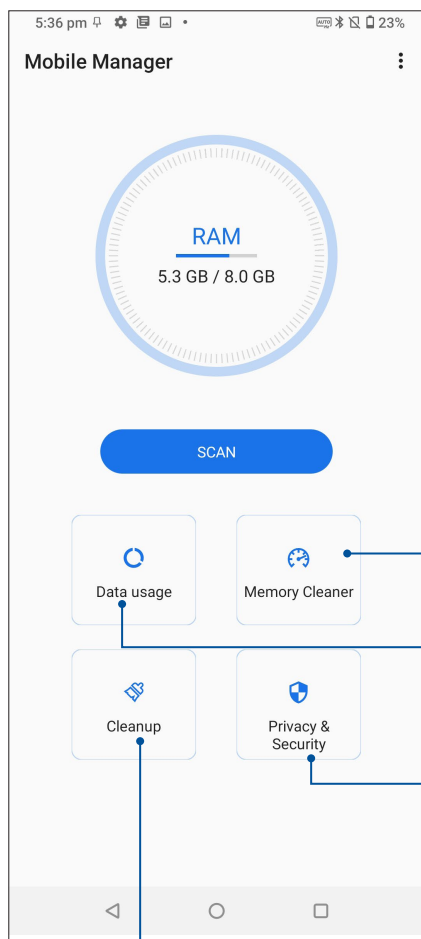 5:36 pm 23%
Mobile Manager
RAM
5.3 GB / 8.0 GB
SCAN
Data usage
Memory Cleaner
Cleanup
Privacy &
Security